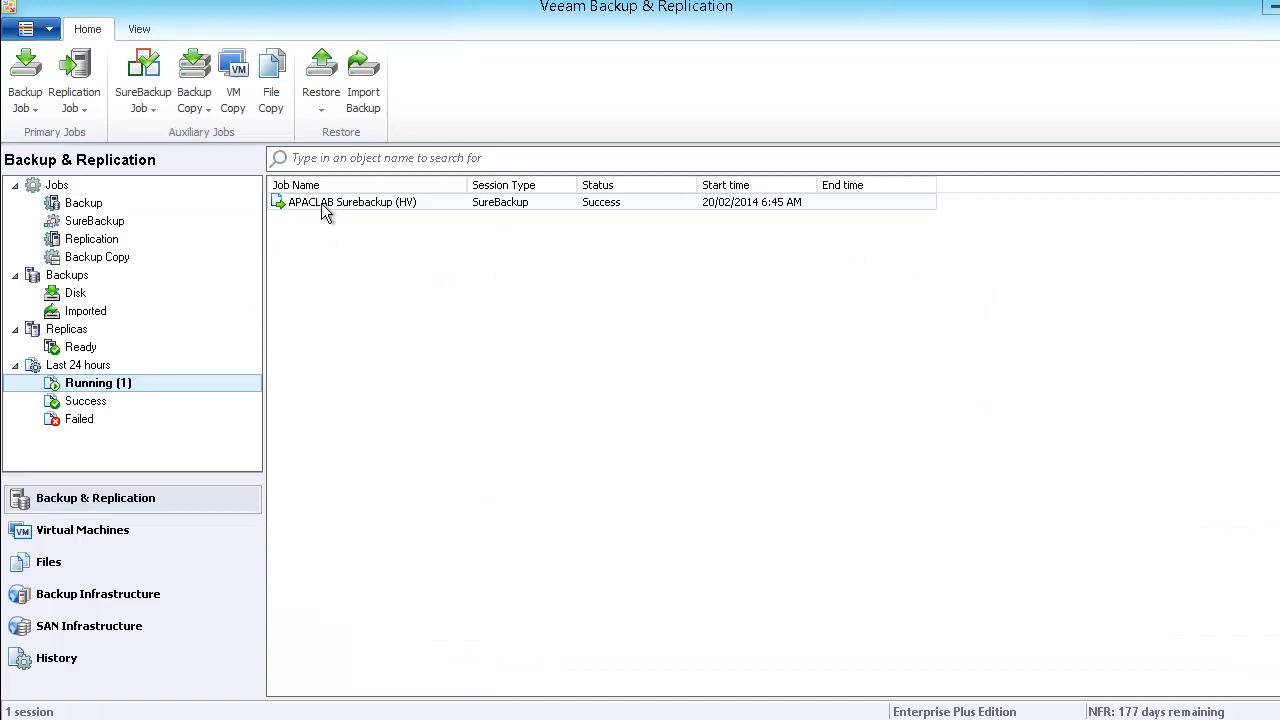 Veeam Backup & Replication
Home View
Backup Job
Replication Job
Primary Jobs
SureBackup Job
Backup Copy
VM Copy
File Copy
Auxiliary Jobs
Restore
Import Backup
Restore
Backup & Replication
Jobs
Backup
SureBackup
Replication
Backup Copy
Backups
Disk
Imported
Replicas
Ready
Last 24 hours
Running (1)
Success
Failed
Backup & Replication
Virtual Machines
Files
Backup Infrastructure
SAN Infrastructure
History
Type in an object name to search for
Job Name Session Type Status Start time End time
APACLAB Surebackup (HV) SureBackup Success 20/02/2014 6:45 AM
1 session Enterprise Plus Edition NFR: 177 days remaining